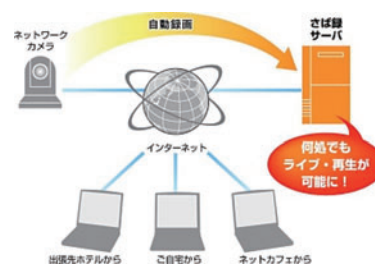 ネットワーク
カメラ
自動録画
さば録
サーバ
インターネット
何処でも
ライブ・再生が
可能に！
出張先ホテルから
ご自宅から
ネットカフェから